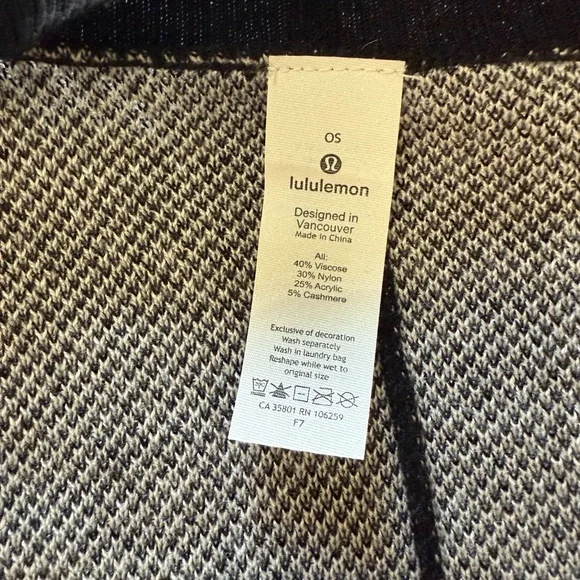 OS
lululemon
Designed in
Vancouver
Made in China
All:
40% Viscose
30% Nylon
25% Acrylic
5% Cashmere
Exclusive of decoration
Wash separately
Wash in laundry bag
Reshape while wet to
original size
CA 35801 RN 106259
F7